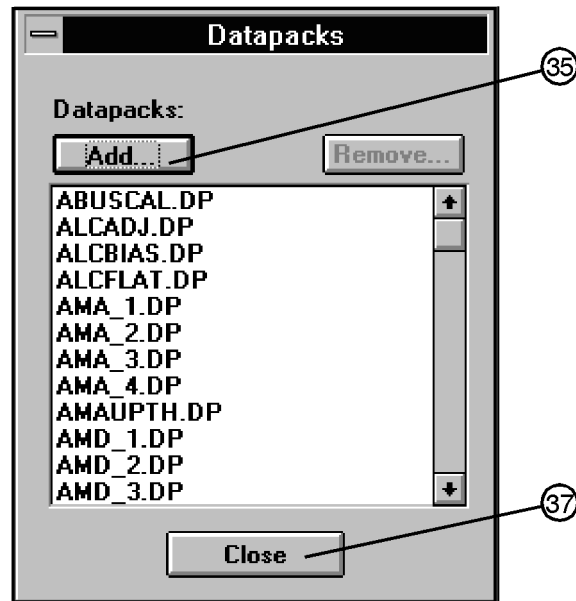 Datapacks
35
Datapacks:
Add... Remove...
ABUSCAL.DP
ALCADJ.DP
ALCBIAS.DP
ALCFLAT.DP
AMA_1.DP
AMA_2.DP
AMA_3.DP
AMA_4.DP
AMAUPTH.DP
AMD_1.DP
AMD_2.DP
AMD_3.DP
37
Close